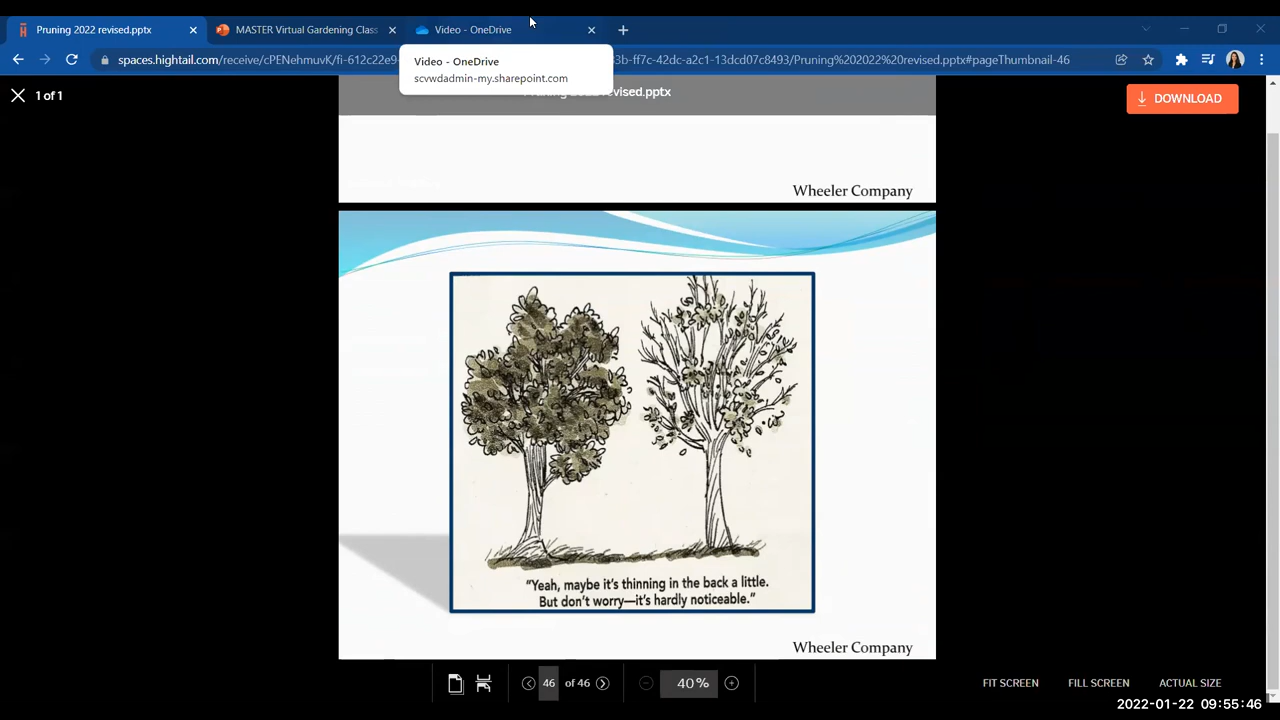 Pruning 2022 revised.pptx
MASTER Virtual Gardening Class
Video - OneDrive
Video - OneDrive
scvwdadmin-my.sharepoint.com
spaces.hightail.com/receive/cPENehmuvK/fi-612c22e9- 3b-ff7c-42dc-a2c1-13dcd07c8493/Pruning%202022%20revised.pptx#pageThumbnail-46
1 of 1
revised.pptx
DOWNLOAD
Wheeler Company
"Yeah, maybe it's thinning in the back a little.
But don't worry—it's hardly noticeable."
Wheeler Company
46 of 46
40%
FIT SCREEN
FILL SCREEN
ACTUAL SIZE
2022-01-22 09:55:46